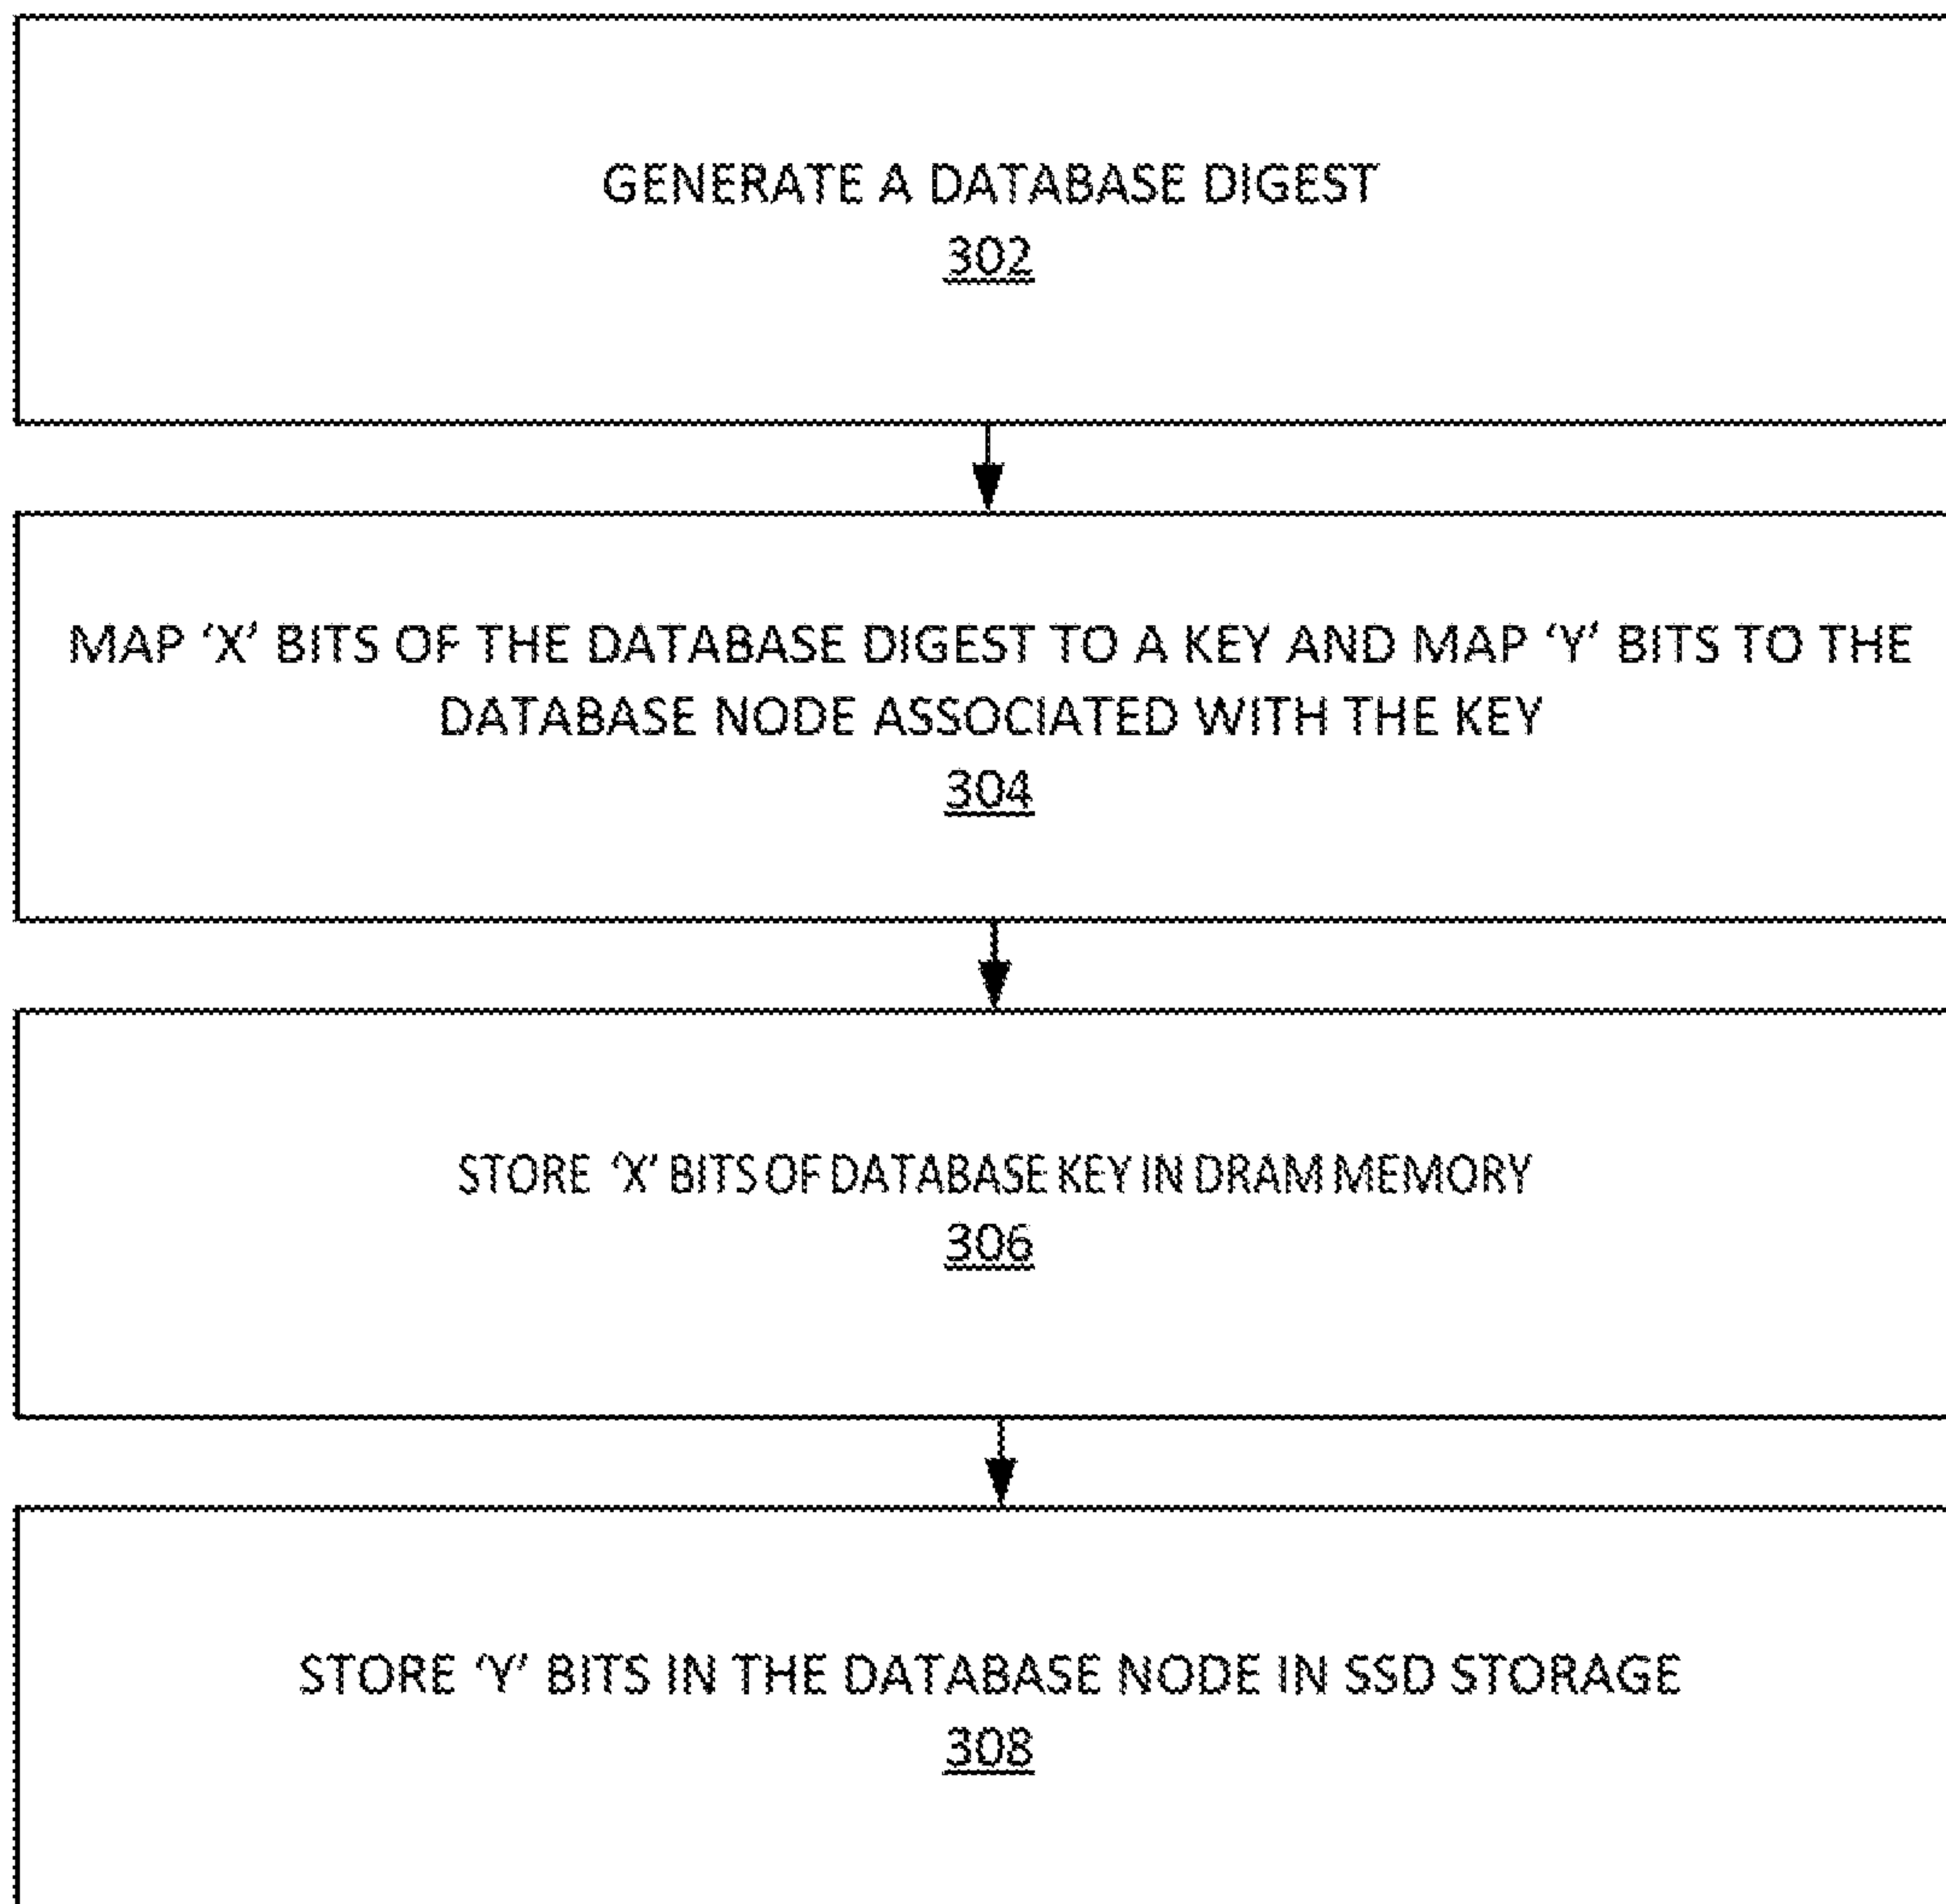 GENERATE A DATABASE DIGEST
302
MAP ‘X’ BITS OF THE DATABASE DIGEST TO A KEY AND MAP ‘Y’ BITS TO THE
DATABASE NODE ASSOCIATED WITH THE KEY
304
STORE ‘X’ BITS OF DATABASE KEY IN DRAM MEMORY
306
STORE ‘Y’ BITS IN THE DATABASE NODE IN SSD STORAGE
308